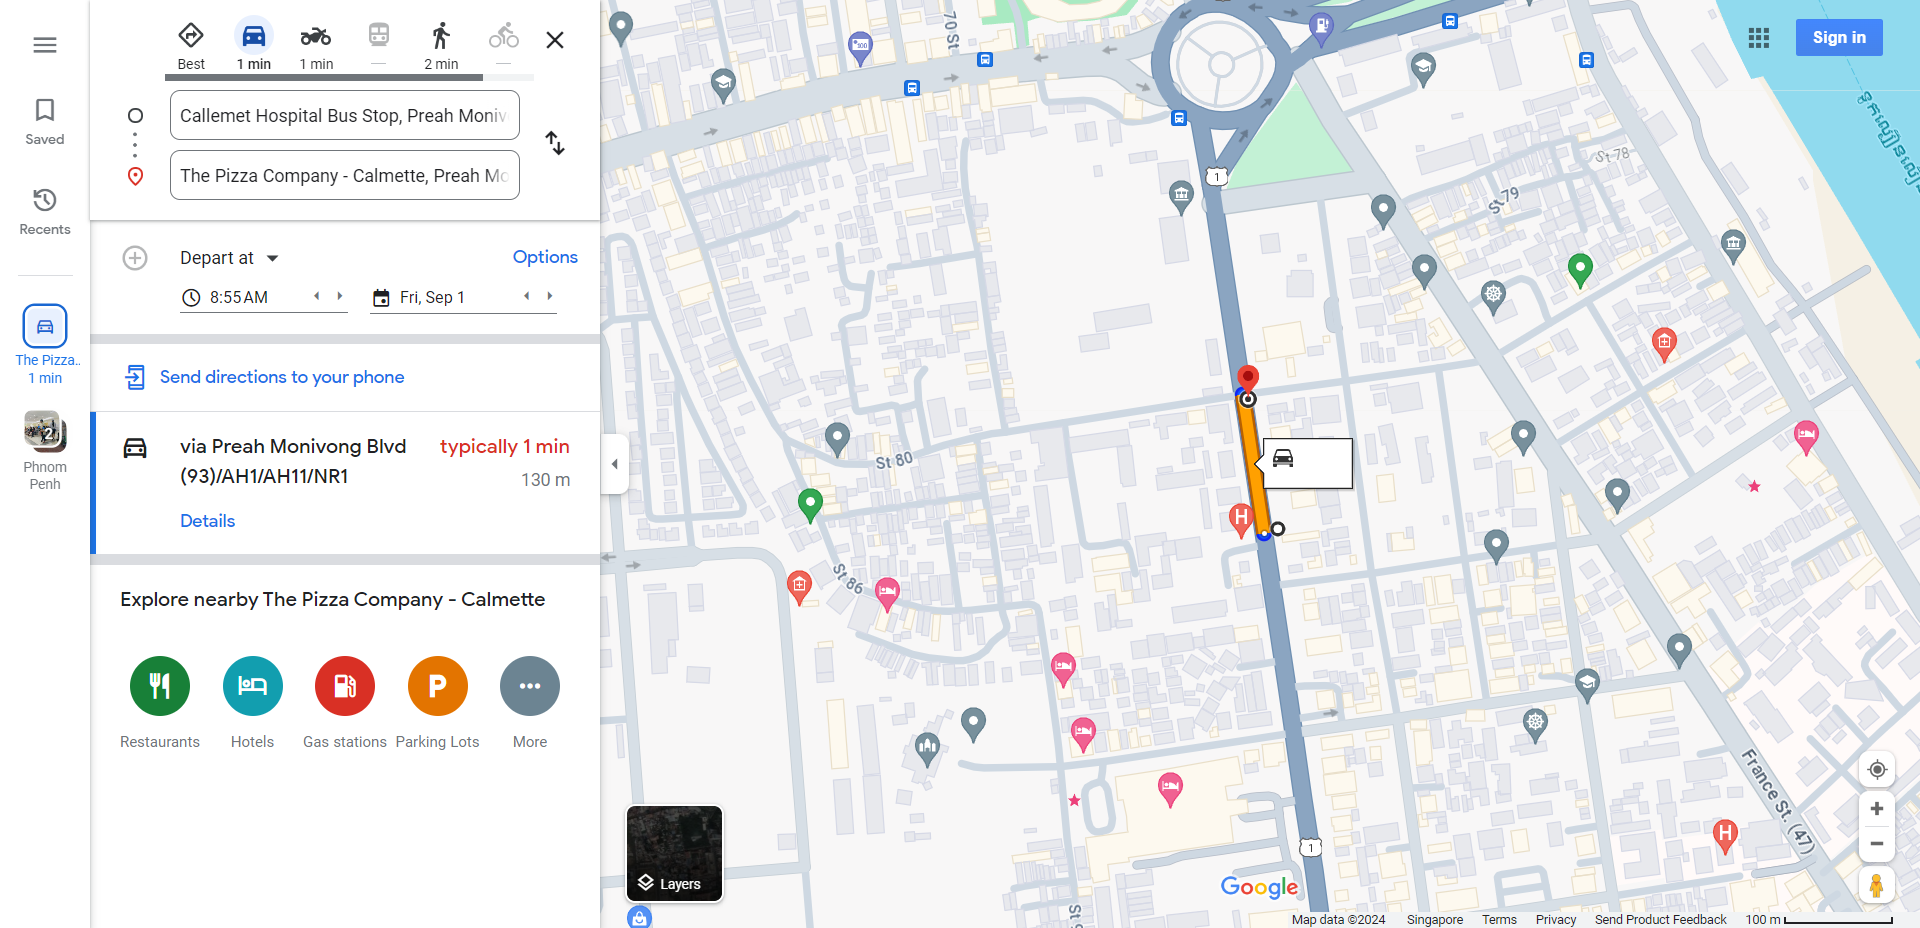 Best
1 min
1 min
2 min
Callemet Hospital Bus Stop, Preah Moniv
The Pizza Company - Calmette, Preah Mo
Saved
Recents
The Pizza..
1 min
2
Phnom
Penh
Depart at
Options
8:55 AM
Fri, Sep 1
Send directions to your phone
via Preah Monivong Blvd
(93)/AH1/AH11/NR1
typically 1 min
130 m
Details
Explore nearby The Pizza Company - Calmette
P
Restaurants
Hotels
Gas stations
Parking Lots
More
Sign in
70 St
1
St 78
St 79
St 80
St 86
H
France St. (47)
H
1
Layers
Google
Map data ©2024
Singapore
Terms
Privacy
Send Product Feedback
100 m